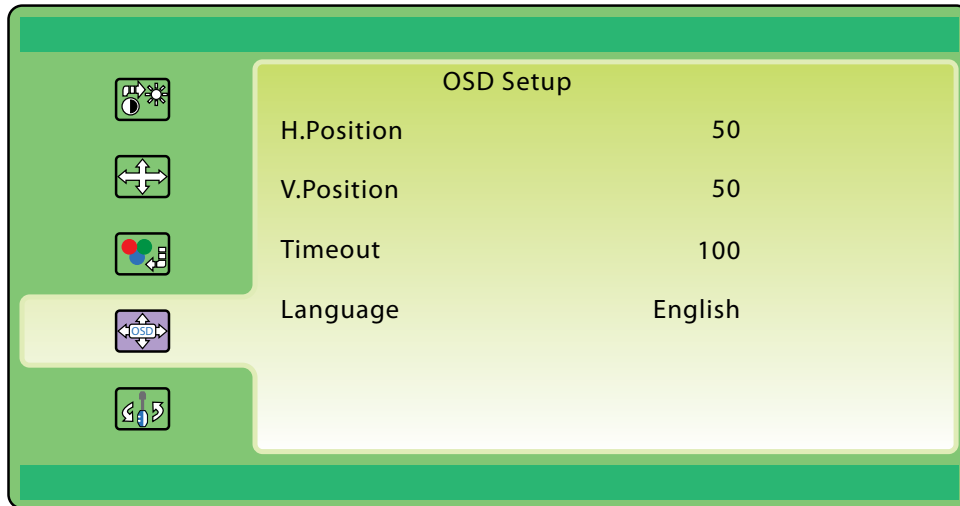 OSD Setup
H.Position 50
V.Position 50
Timeout 100
Language English
OSD